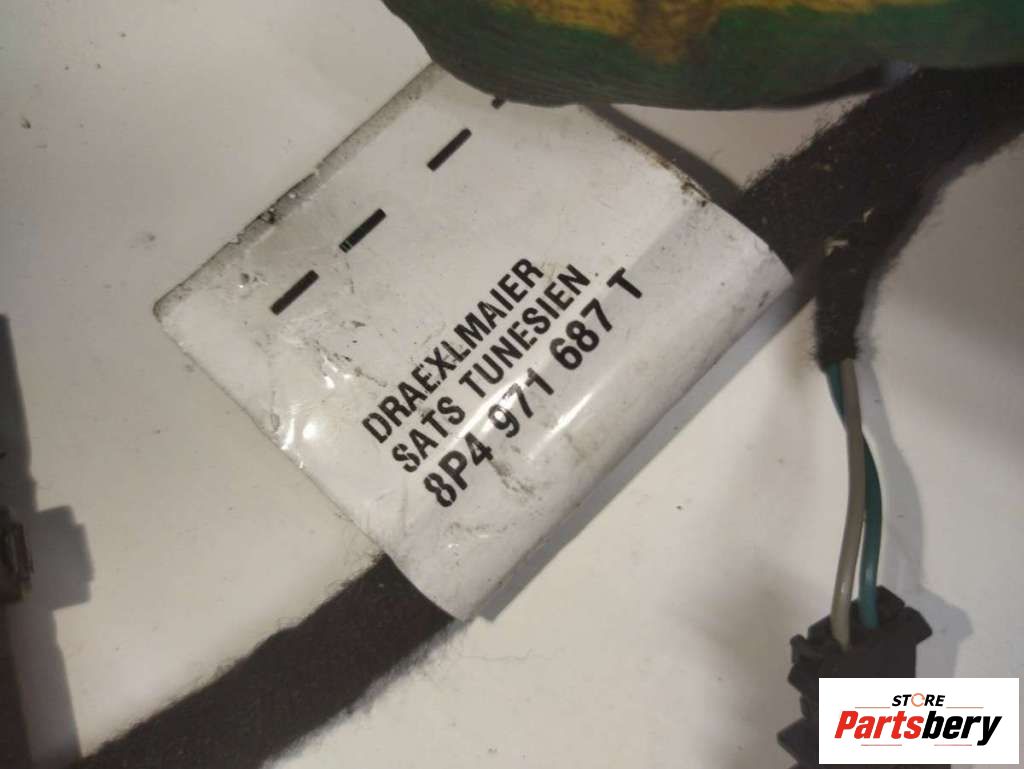 DRAEXLMAIER
SATS TUNESIEN
8P4 971 687 T
STORE
Partsbery